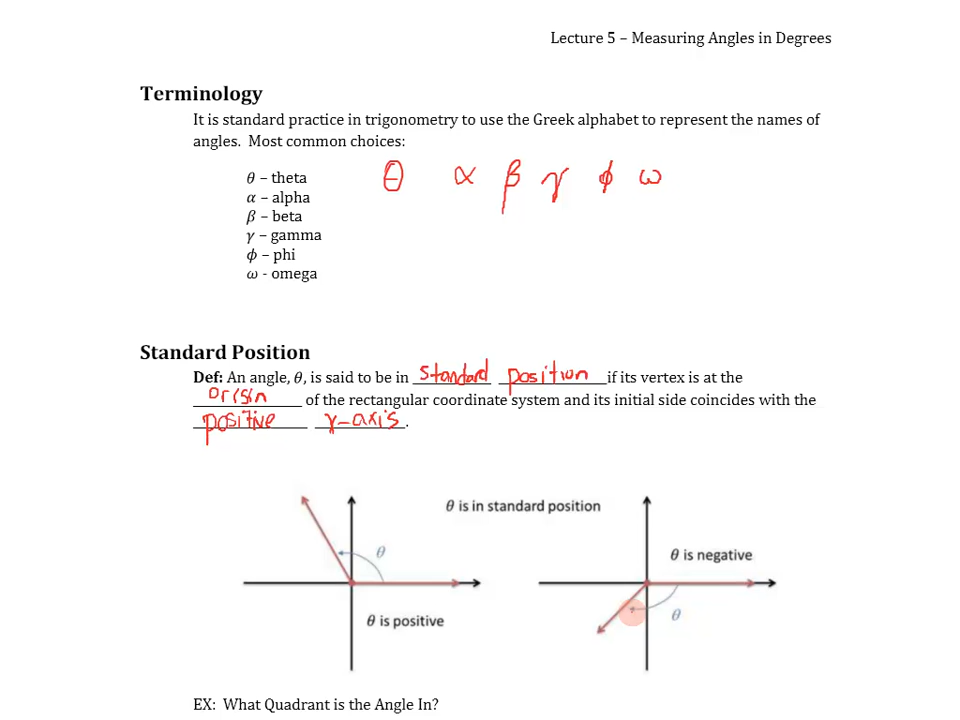 Lecture 5 – Measuring Angles in Degrees
Terminology
It is standard practice in trigonometry to use the Greek alphabet to represent the names of
angles. Most common choices:
θ – theta
α – alpha
β – beta
γ – gamma
ϕ – phi
ω - omega
θ α β γ ϕ ω
Standard Position
Def: An angle, θ, is said to be in standard position if its vertex is at the
origin of the rectangular coordinate system and its initial side coincides with the
positive x-axis.
θ is in standard position
θ
θ is positive
θ is negative
θ
EX: What Quadrant is the Angle In?